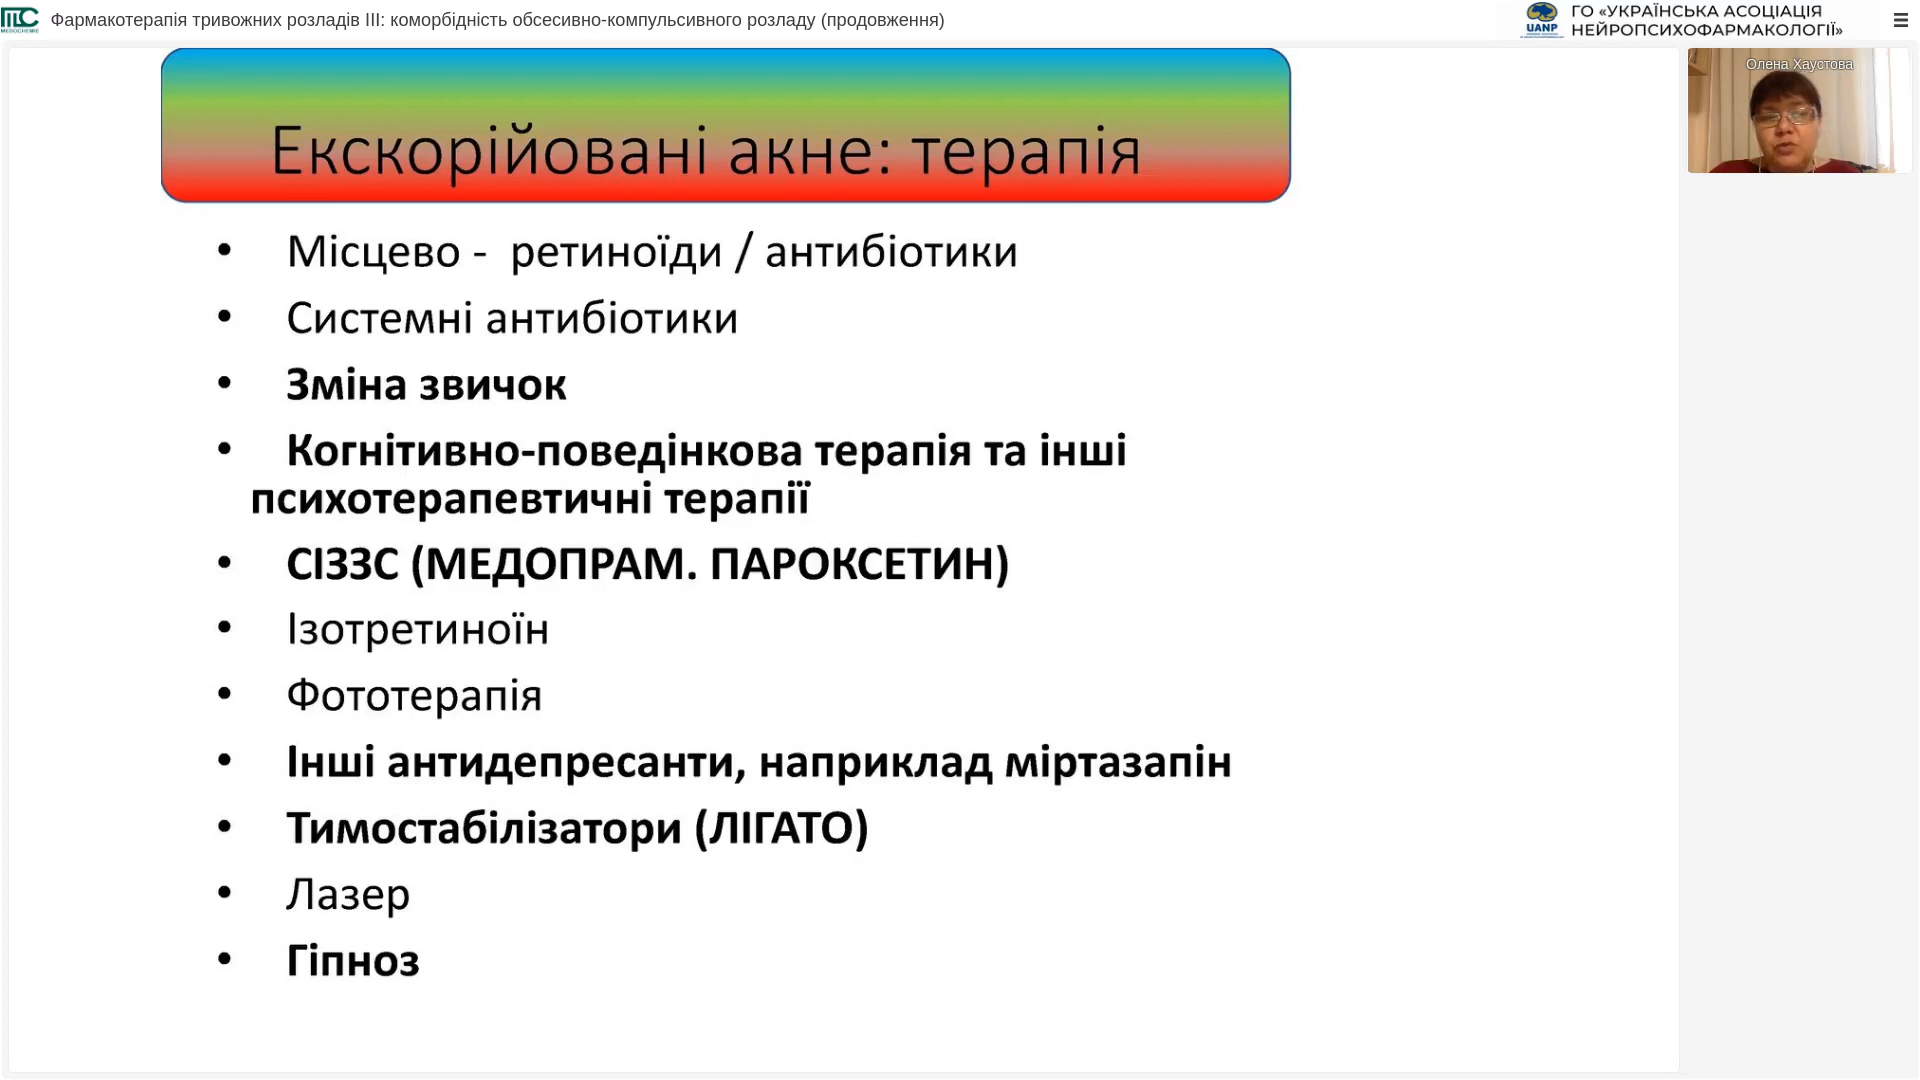 Фармакотерапія тривожних розладів III: коморбідність обсесивно-компульсивного розладу (продовження)
UANP
ГО «УКРАЇНСЬКА АСОЦІАЦІЯ
НЕЙРОПСИХОФАРМАКОЛОГІЇ»
Олена Хаустова
Екскорійовані акне: терапія
• Місцево - ретиноїди / антибіотики
• Системні антибіотики
• Зміна звичок
• Когнітивно-поведінкова терапія та інші
психотерапевтичні терапії
• СІЗЗС (МЕДОПРАМ. ПАРОКСЕТИН)
• Ізотретиноїн
• Фототерапія
• Інші антидепресанти, наприклад міртазапін
• Тимостабілізатори (ЛІГАТО)
• Лазер
• Гіпноз